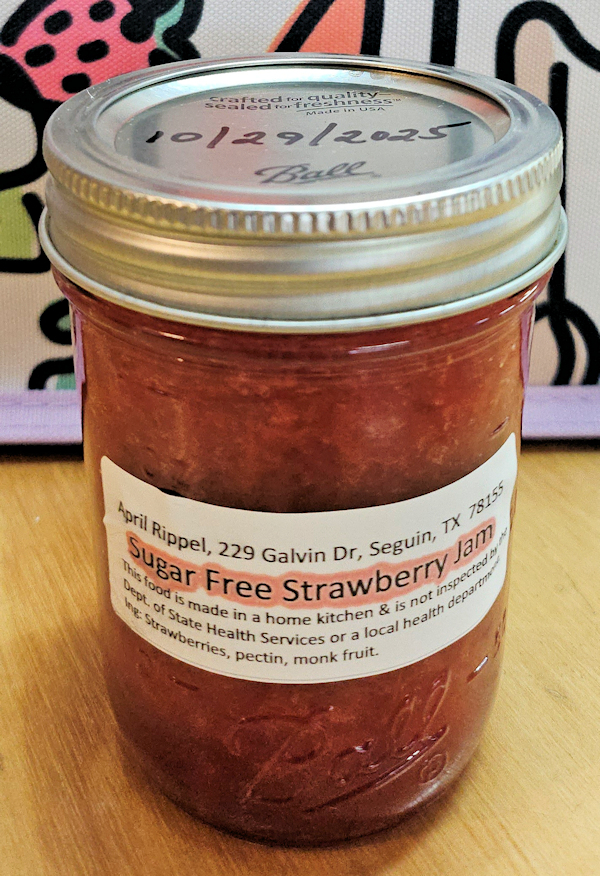 crafted for quality™
sealed for freshness™
Made in USA
10/29/2025
Ball
April Rippel, 229 Galvin Dr, Seguin, TX 78155
Sugar Free Strawberry Jam
This food is made in a home kitchen & is not inspected by the
Dept. of State Health Services or a local health department.
Ing: Strawberries, pectin, monk fruit.
Ball
®